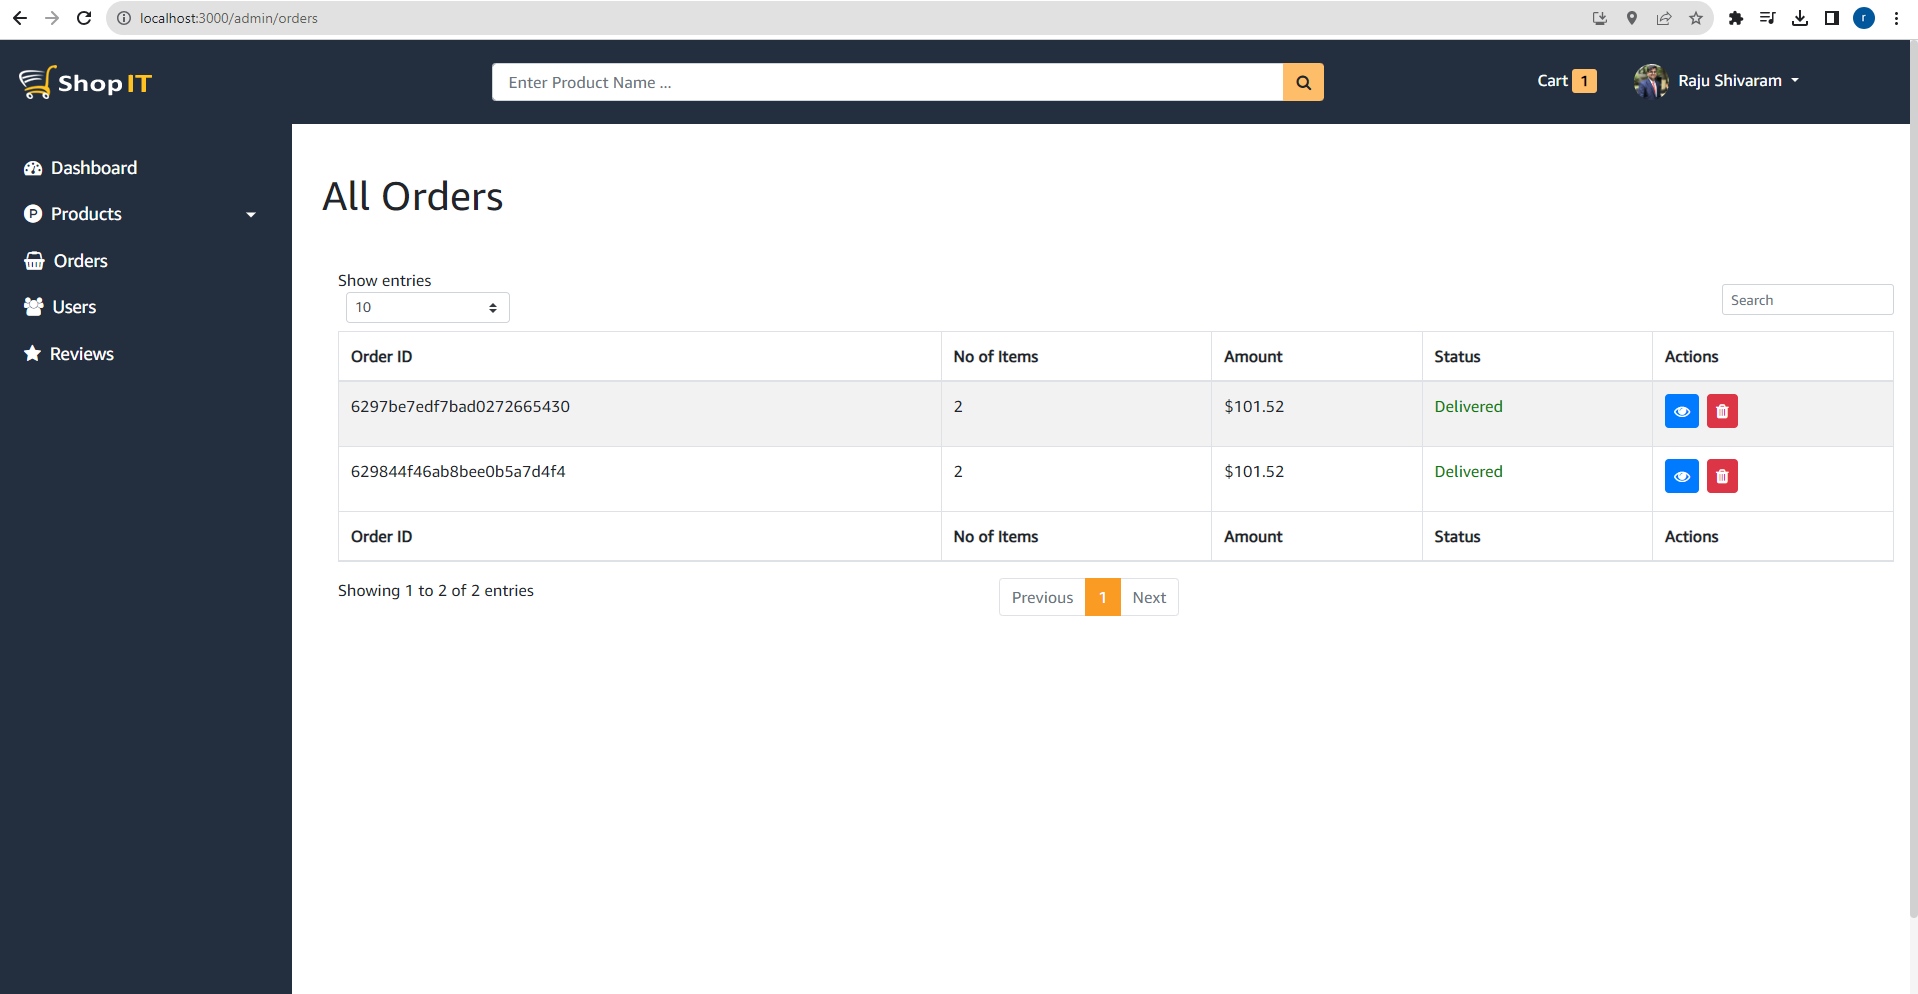 localhost:3000/admin/orders
r
Shop IT
Enter Product Name ...
Cart 1
Raju Shivaram
Dashboard
P Products
Orders
Users
Reviews
All Orders
Show entries
10
Search
Order ID No of Items Amount Status Actions
6297be7edf7bad0272665430 2 $101.52 Delivered
629844f46ab8bee0b5a7d4f4 2 $101.52 Delivered
Order ID No of Items Amount Status Actions
Showing 1 to 2 of 2 entries
Previous 1 Next